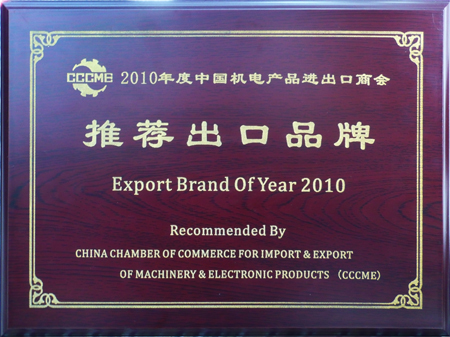 CCCME 2010年度中国机电产品进出口商会
推荐出口品牌
Export Brand Of Year 2010
Recommended By
CHINA CHAMBER OF COMMERCE FOR IMPORT & EXPORT
OF MACHINERY & ELECTRONIC PRODUCTS （CCCME）